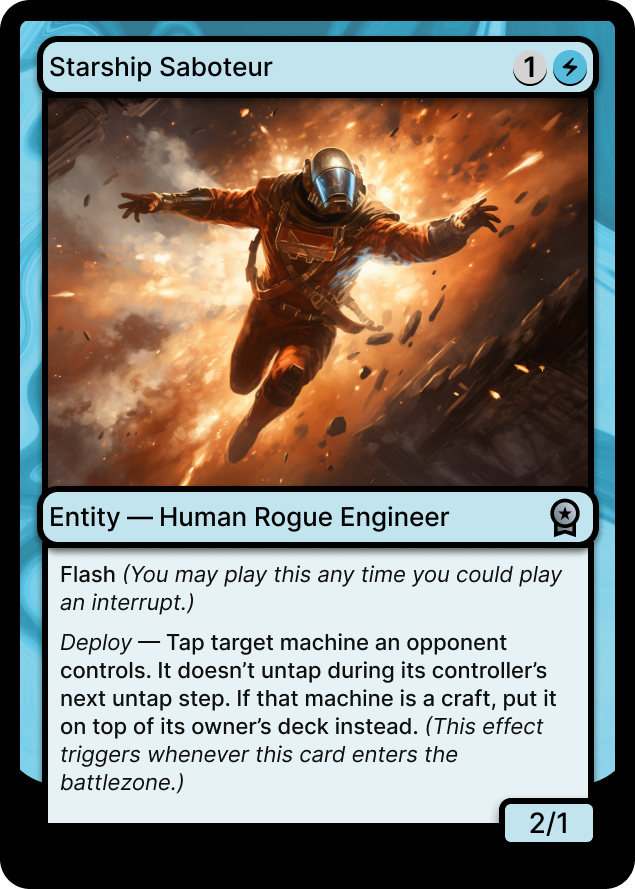 Starship Saboteur
1
Entity — Human Rogue Engineer
Flash (You may play this any time you could play
an interrupt.)
Deploy — Tap target machine an opponent
controls. It doesn’t untap during its controller’s
next untap step. If that machine is a craft, put it
on top of its owner’s deck instead. (This effect
triggers whenever this card enters the
battlezone.)
2/1